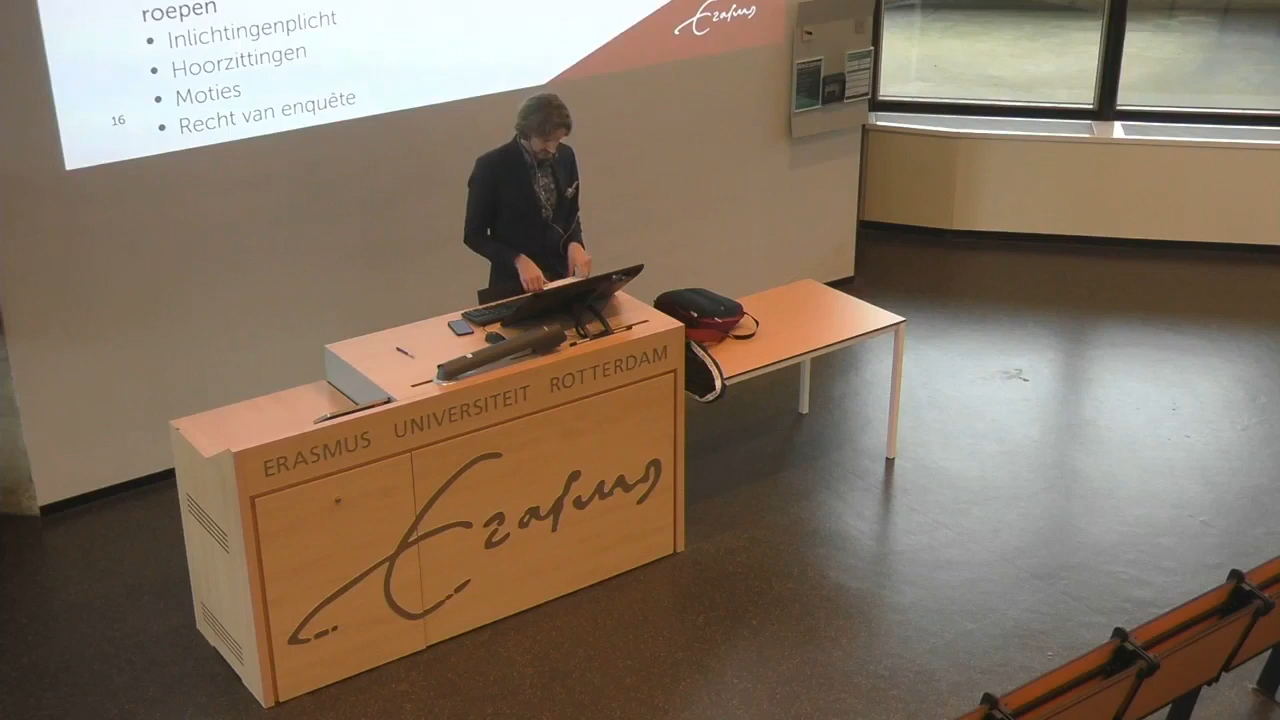 roepen
• Inlichtingenplicht
• Hoorzittingen
• Moties
• Recht van enquête
16
Erasmus
ERASMUS UNIVERSITEIT ROTTERDAM
Erasmus